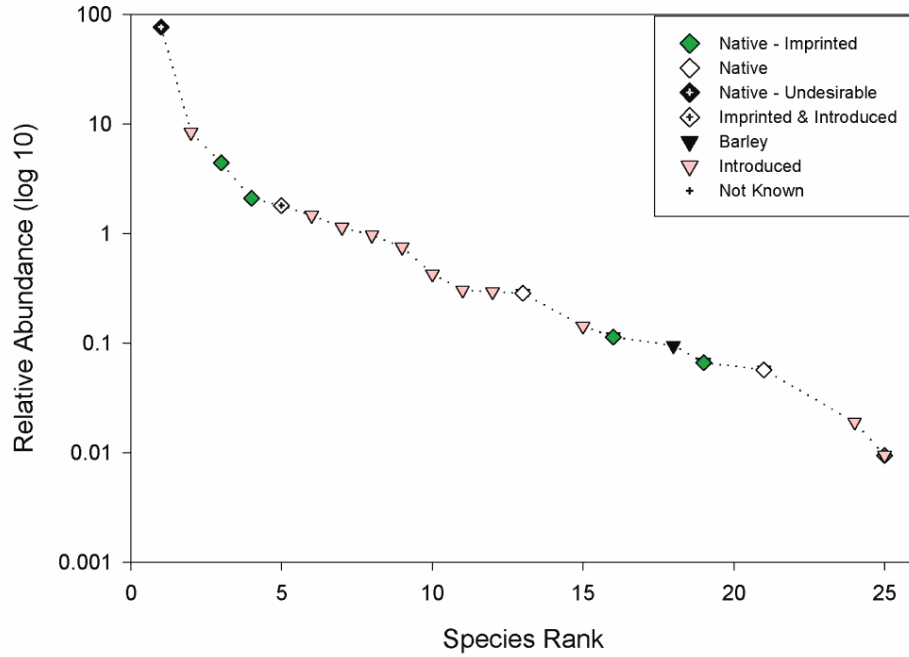 100
10
1
0.1
0.01
0.001
Relative Abundance (log 10)
0 5 10 15 20 25
Species Rank
Native - Imprinted
Native
Native - Undesirable
Imprinted & Introduced
Barley
Introduced
Not Known